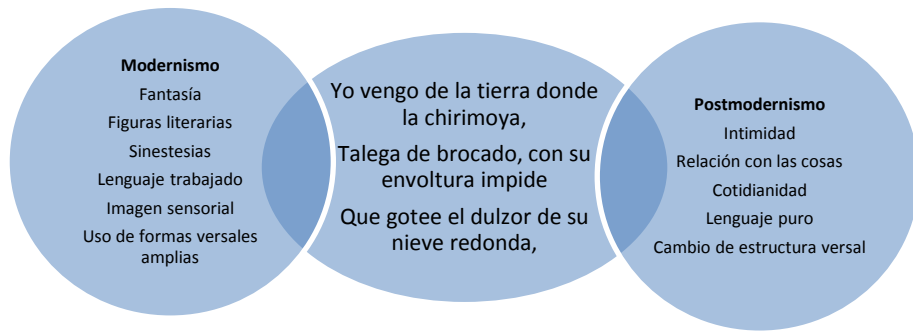 Modernismo
Fantasía
Figuras literarias
Sinestesias
Lenguaje trabajado
Imagen sensorial
Uso de formas versales
amplias
Yo vengo de la tierra donde
la chirimoya,
Talega de brocado, con su
envoltura impide
Que gotee el dulzor de su
nieve redonda,
Postmodernismo
Intimidad
Relación con las cosas
Cotidianidad
Lenguaje puro
Cambio de estructura versal